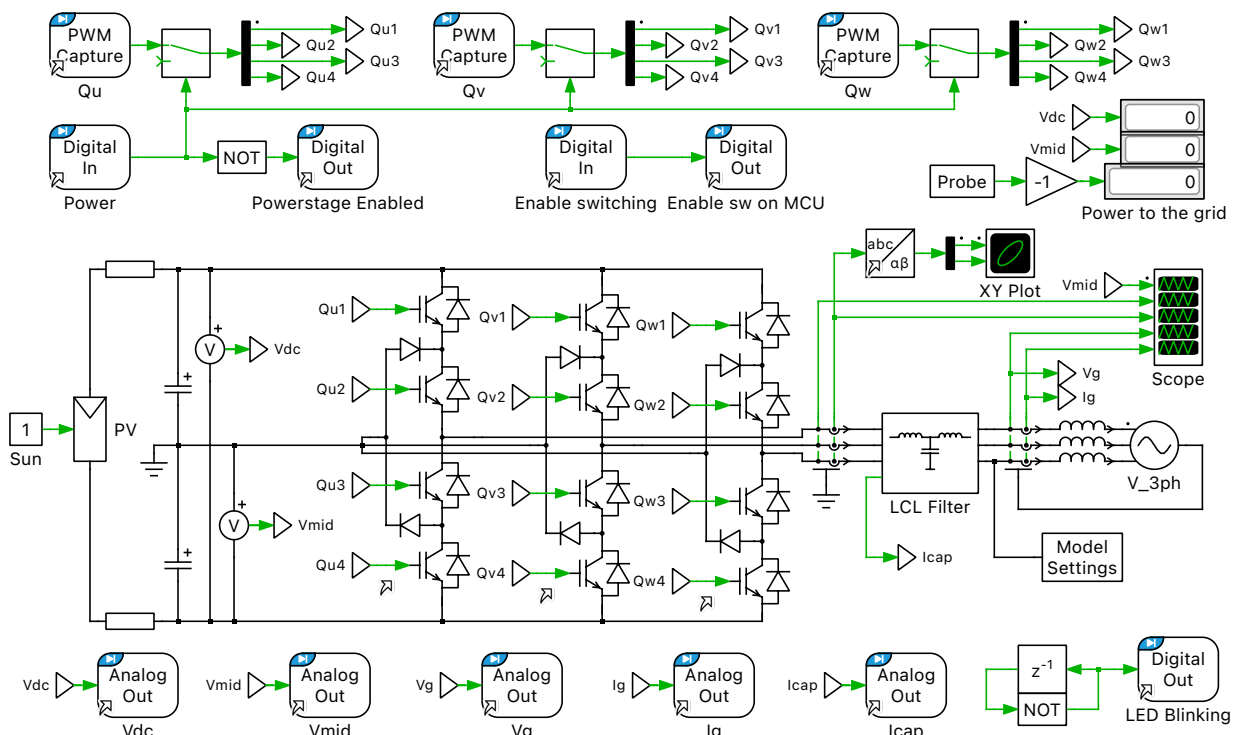 PWM
Capture
Qu
Qu1
Qu2
Qu3
Qu4
PWM
Capture
Qv
Qv1
Qv2
Qv3
Qv4
PWM
Capture
Qw
Qw1
Qw2
Qw3
Qw4
Digital
In
Power
NOT
Digital
Out
Powerstage Enabled
Digital
In
Enable switching
Digital
Out
Enable sw on MCU
Vdc
0
Vmid
0
Probe
-1
0
Power to the grid
abc
αβ
XY Plot
Vmid
Scope
Vg
Ig
1
Sun
PV
V
Vdc
V
Vmid
Qu1
Qu2
Qu3
Qu4
Qv1
Qv2
Qv3
Qv4
Qw1
Qw2
Qw3
Qw4
LCL Filter
V_3ph
Icap
Model
Settings
Vdc
Analog
Out
Vdc
Vmid
Analog
Out
Vmid
Vg
Analog
Out
Vg
Ig
Analog
Out
Ig
Icap
Analog
Out
Icap
z-1
NOT
Digital
Out
LED Blinking